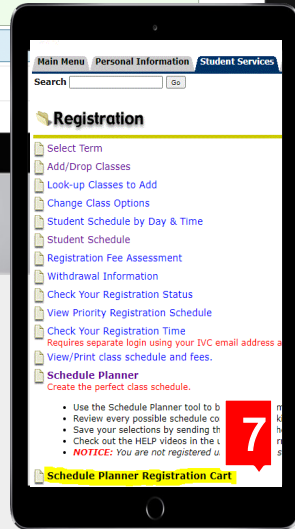 Main Menu Personal Information Student Services
Search Go
Registration
Select Term
Add/Drop Classes
Look-up Classes to Add
Change Class Options
Student Schedule by Day & Time
Student Schedule
Registration Fee Assessment
Withdrawal Information
Check Your Registration Status
View Priority Registration Schedule
Check Your Registration Time
Requires separate login using your IVC email address a
View/Print class schedule and fees.
Schedule Planner
Create the perfect class schedule.
• Use the Schedule Planner tool to b
• Review every possible schedule co
• Save your selections by sending th
• Check out the HELP videos in the
• NOTICE: You are not registered
7
Schedule Planner Registration Cart